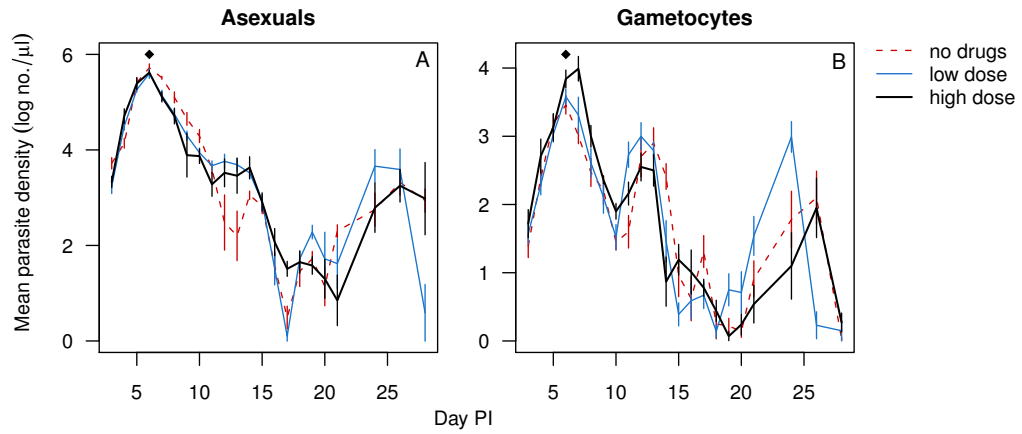 Asexuals
Gametocytes
Mean parasite density (log no./µl)
A
6
4
2
0
5
10
15
20
25
B
4
3
2
1
0
5
10
15
20
25
Day PI
no drugs
low dose
high dose